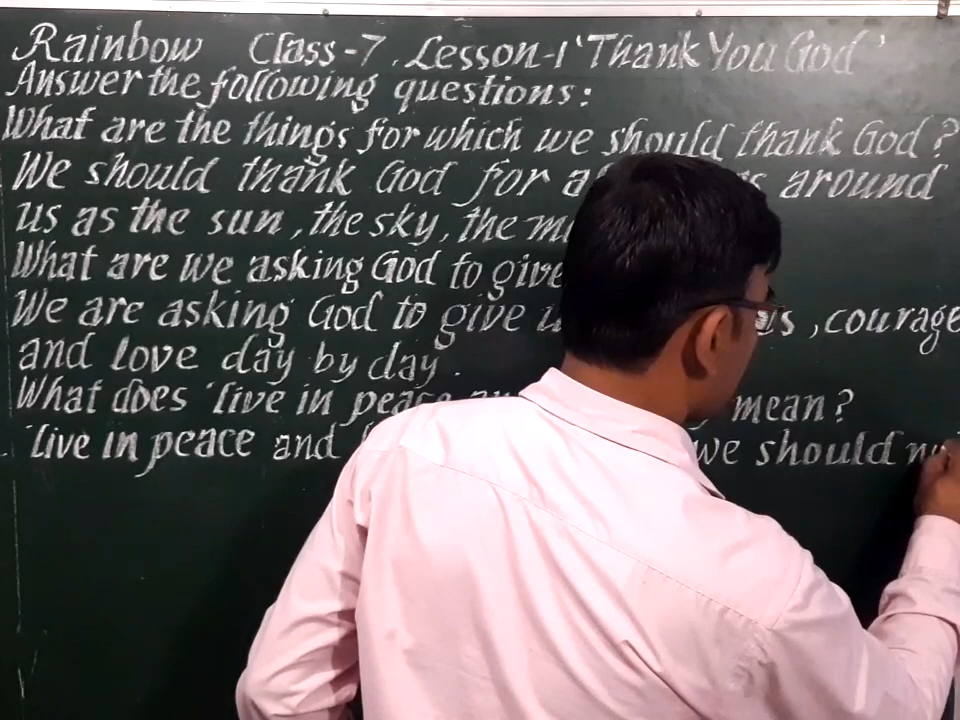 Rainbow Class-7. Lesson-1 'Thank You God'
Answer the following questions:
What are the things for which we should thank God?
We should thank God for around
us as the sun, the sky, the
What are we asking God to give
We are asking God to give , courage
and love day by day.
What does 'live in peace mean?
'live in peace and we should